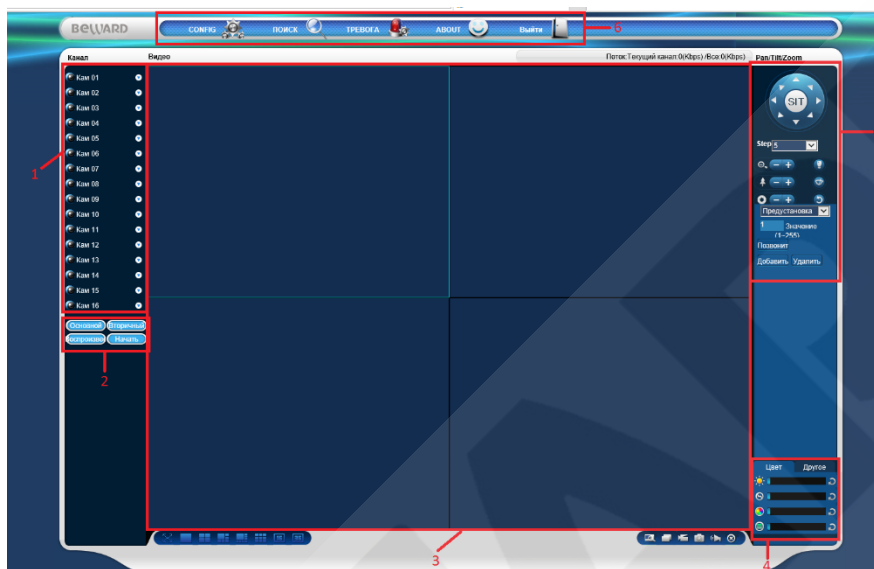 BEWARD CONFIG ПОИСК ТРЕВОГА ABOUT Выйти 6
Канал Видео Поток:Текущий канал:0(Kbps) /Все:0(Kbps) Pan/Tilt/Zoom
Кам 01
Кам 02
Кам 03
Кам 04
Кам 05
Кам 06
Кам 07
Кам 08
Кам 09
Кам 10
Кам 11
Кам 12
Кам 13
Кам 14
Кам 15
Кам 16
1
Основной Вторичный
Воспроизве Начать
2
SIT
Step 5
Предустановка
1 Значение
(1-255)
Позвонит
Добавить Удалить
Цвет Другое
3
4